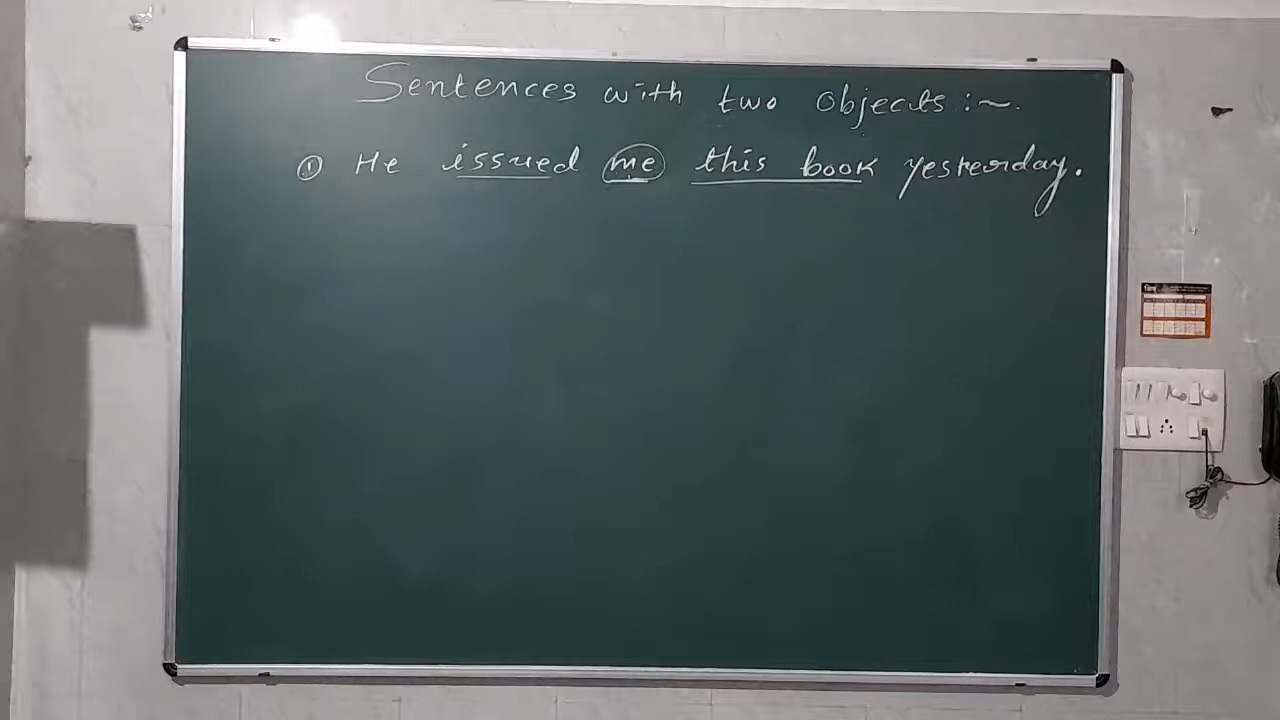 Sentences with two objects :~.
① He issued me this book yesterday.